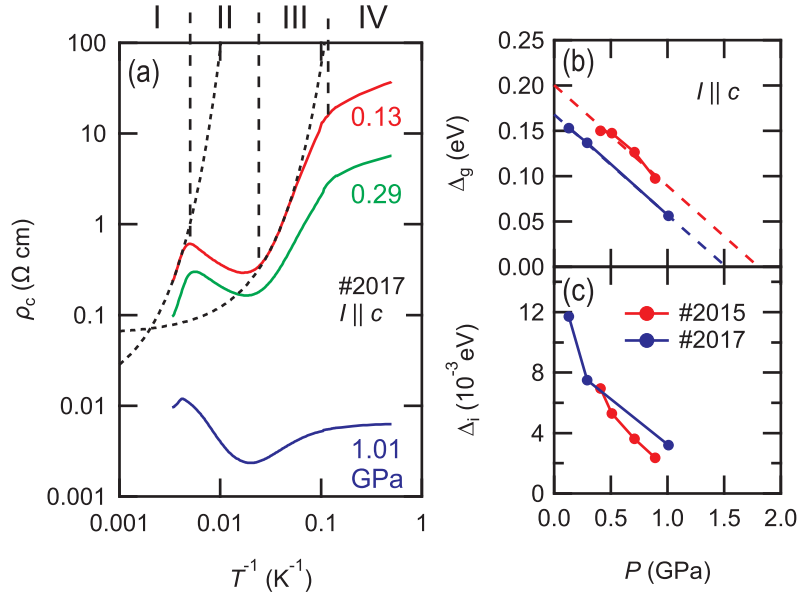 I II III IV
(a)
100
10
1
0.1
0.01
0.001
ρc (Ω cm)
0.13
0.29
#2017
I || c
1.01
GPa
0.001 0.01 0.1 1
T-1 (K-1)
(b)
I || c
0.25
0.20
0.15
0.10
0.05
0.00
Δg (eV)
(c)
#2015
#2017
12
8
4
0
Δi (10-3 eV)
0.0 0.5 1.0 1.5 2.0
P (GPa)